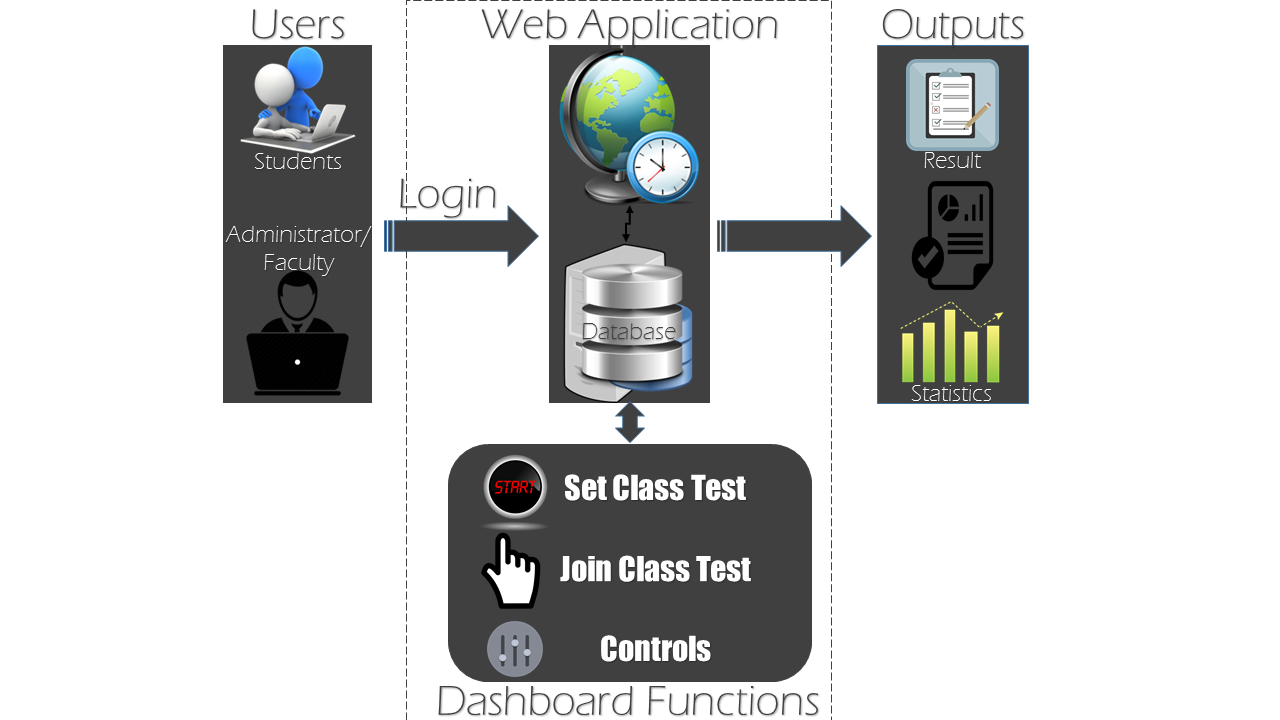 Users
Web Application
Outputs
Students
Administrator/
Faculty
Login
Database
Result
Statistics
START
Set Class Test
Join Class Test
Controls
Dashboard Functions